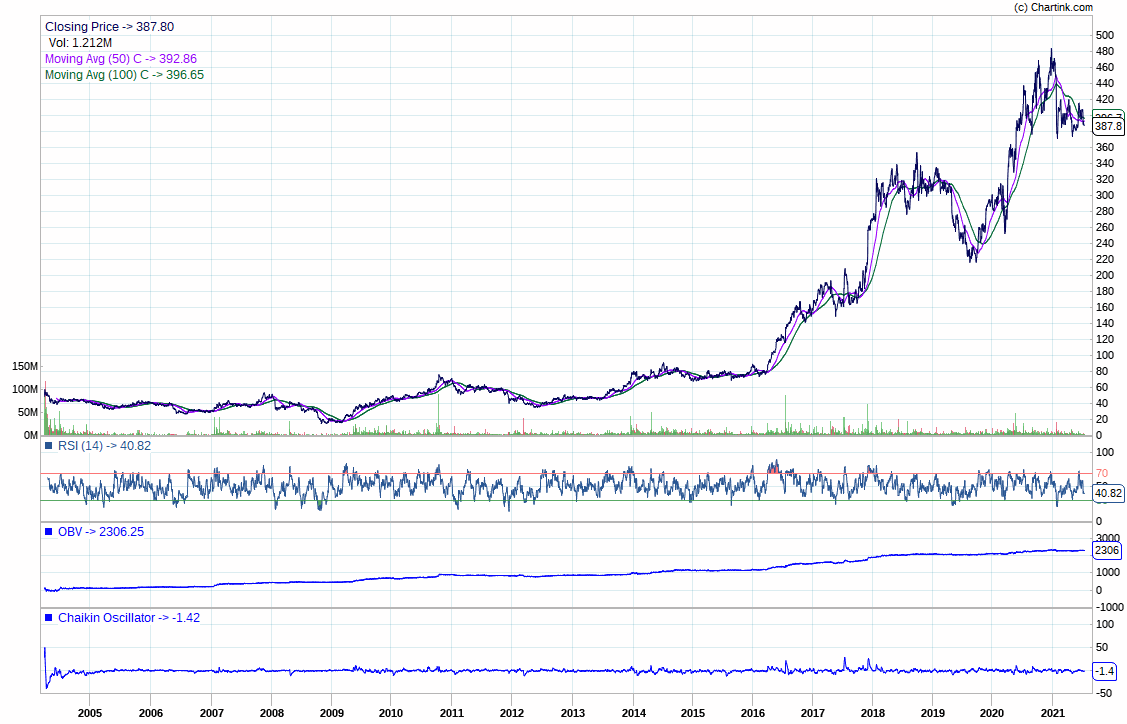 (c) Chartink.com
Closing Price -> 387.80
Vol: 1.212M
Moving Avg (50) C -> 392.86
Moving Avg (100) C -> 396.65
500
480
460
440
420
387.8
360
340
320
300
280
260
240
220
200
180
160
140
120
100
80
60
40
20
0
150M
100M
50M
0M
RSI (14) -> 40.82
100
70
40.82
0
OBV -> 2306.25
3000
2306
1000
0
-1000
Chaikin Oscillator -> -1.42
100
50
-1.4
-50
2005 2006 2007 2008 2009 2010 2011 2012 2013 2014 2015 2016 2017 2018 2019 2020 2021